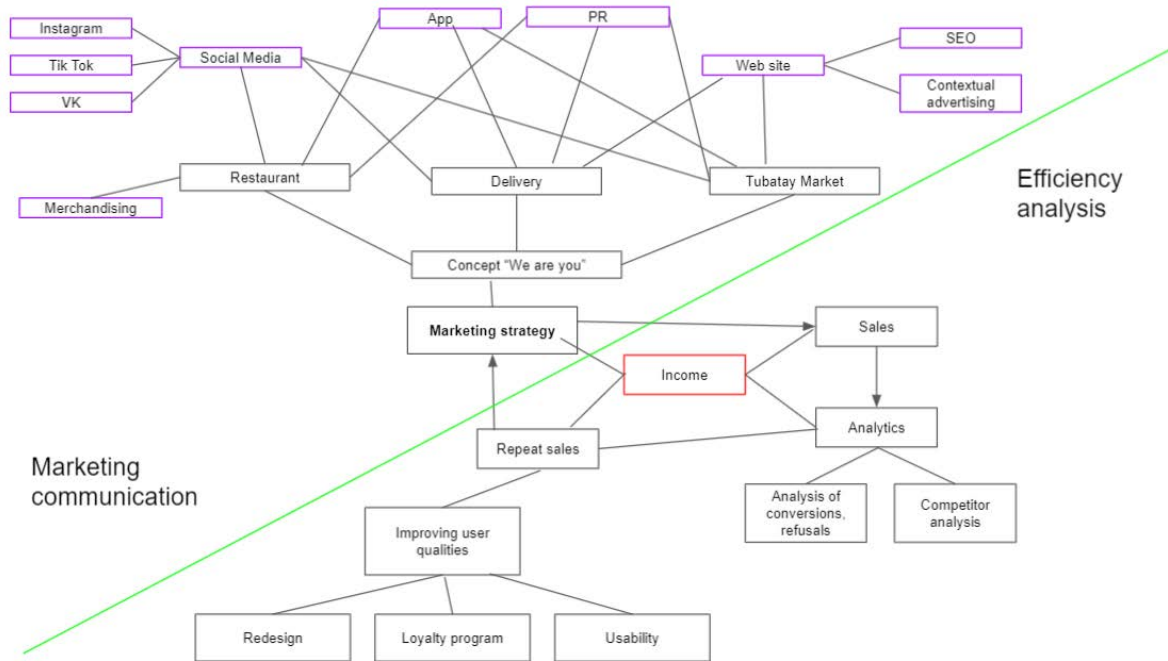 App
PR
Instagram
SEO
Social Media
Tik Tok
Web site
VK
Contextual
advertising
Restaurant
Delivery
Tubatay Market
Merchandising
Efficiency
analysis
Concept “We are you”
Marketing strategy
Sales
Income
Analytics
Repeat sales
Marketing
communication
Analysis of
conversions,
refusals
Competitor
analysis
Improving user
qualities
Redesign
Loyalty program
Usability